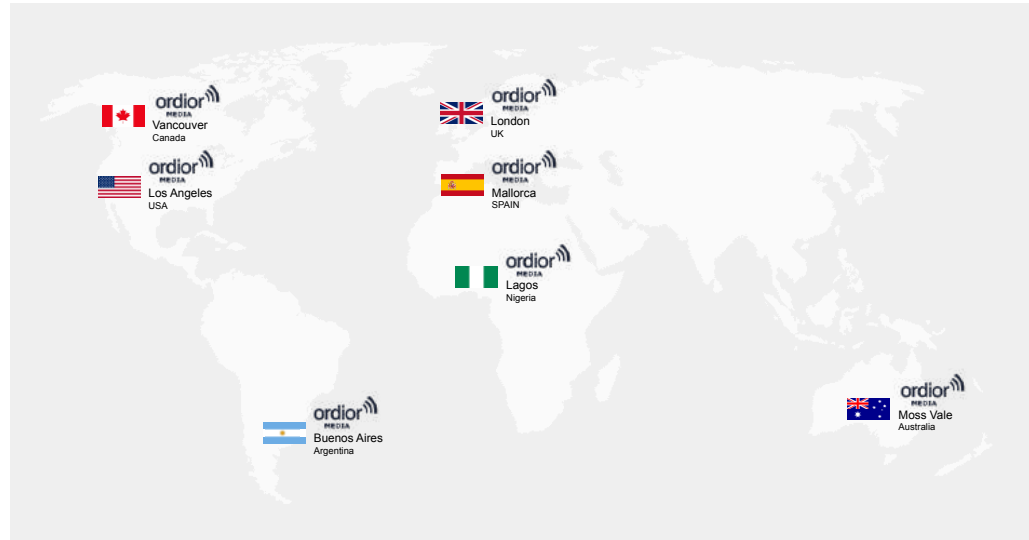 ordior
MEDIA
Vancouver
Canada
ordior
MEDIA
London
UK
ordior
MEDIA
Los Angeles
USA
ordior
MEDIA
Mallorca
SPAIN
ordior
MEDIA
Lagos
Nigeria
ordior
MEDIA
Moss Vale
Australia
ordior
MEDIA
Buenos Aires
Argentina